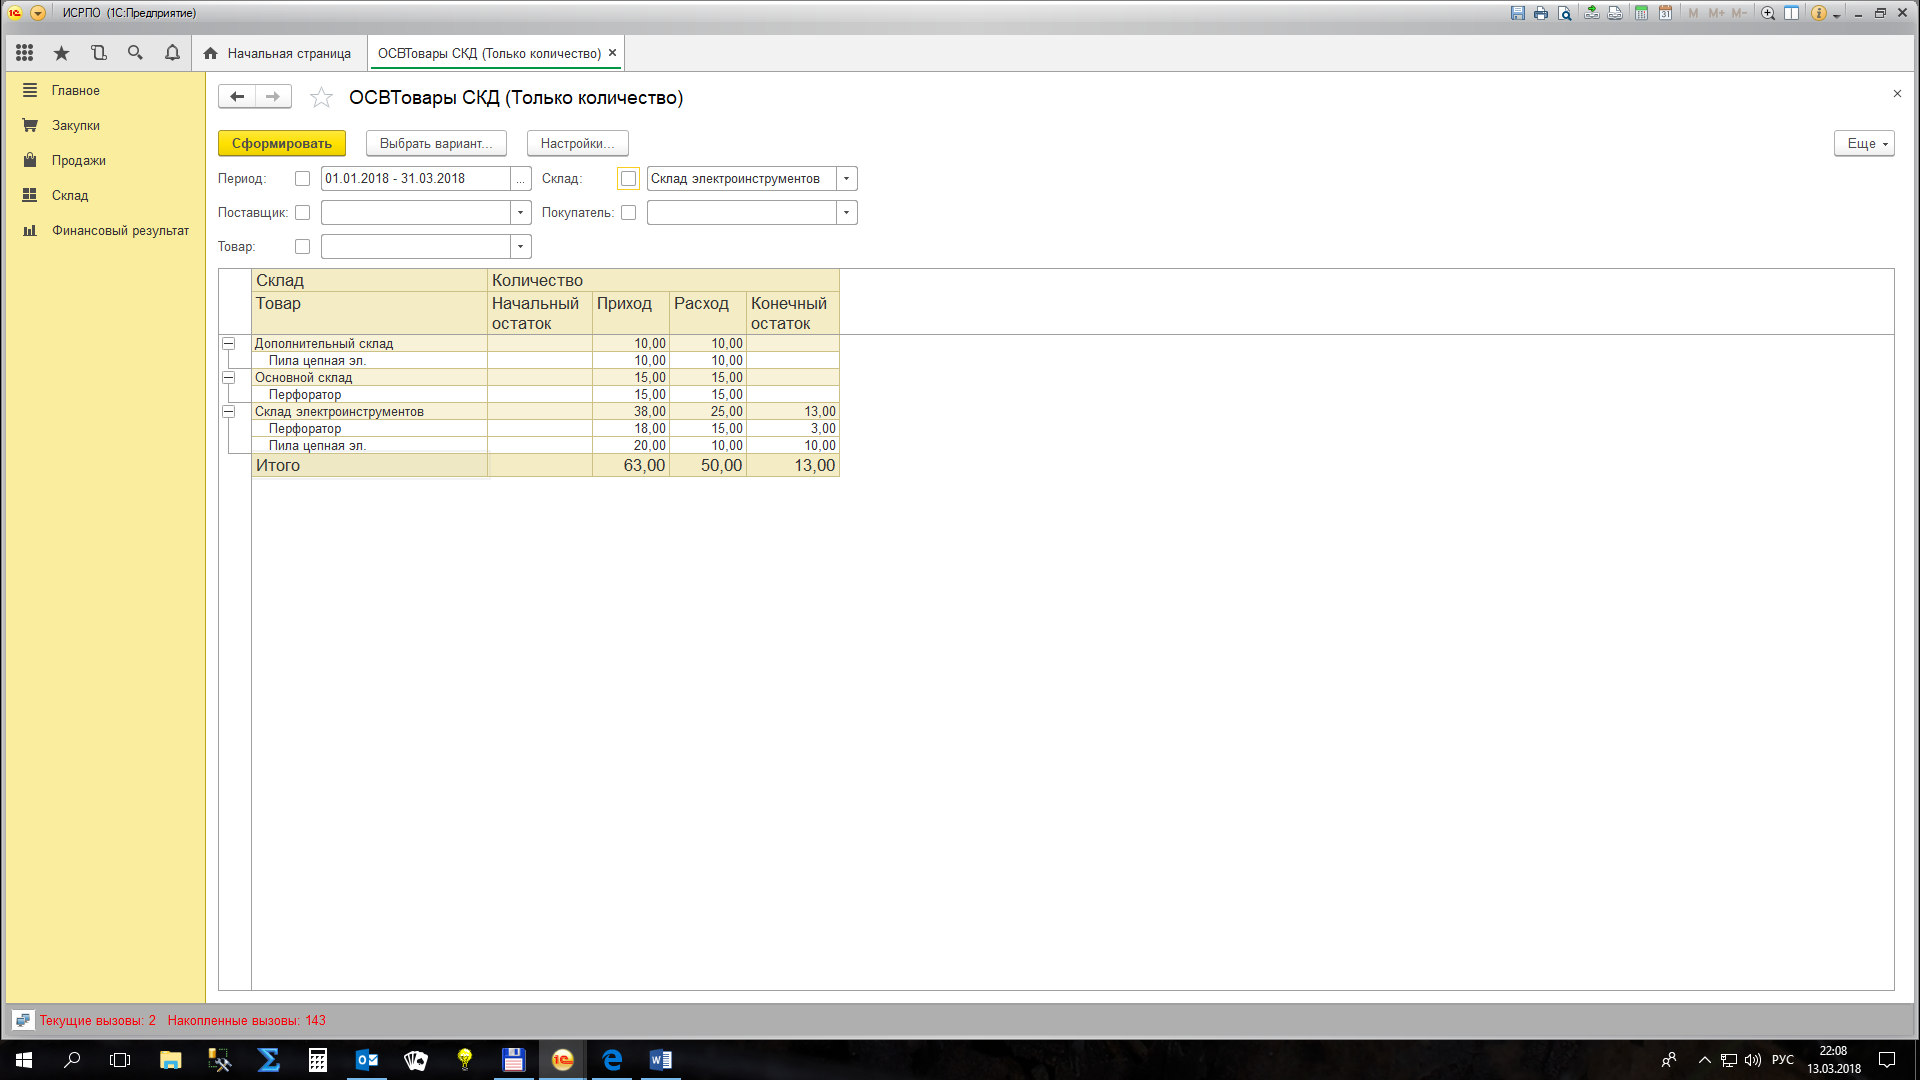 ИСРПО (1С:Предприятие)
M M+ M-
Начальная страница
ОСВТовары СКД (Только количество)
Главное
Закупки
Продажи
Склад
Финансовый результат
ОСВТовары СКД (Только количество)
Сформировать Выбрать вариант... Настройки... Еще
Период: 01.01.2018 - 31.03.2018 ... Склад: Склад электроинструментов
Поставщик: Покупатель:
Товар:
Склад Количество
Товар Начальный остаток Приход Расход Конечный остаток
Дополнительный склад 10,00 10,00
Пила цепная эл. 10,00 10,00
Основной склад 15,00 15,00
Перфоратор 15,00 15,00
Склад электроинструментов 38,00 25,00 13,00
Перфоратор 18,00 15,00 3,00
Пила цепная эл. 20,00 10,00 10,00
Итого 63,00 50,00 13,00
Текущие вызовы: 2 Накопленные вызовы: 143
РУС
22:08
13.03.2018